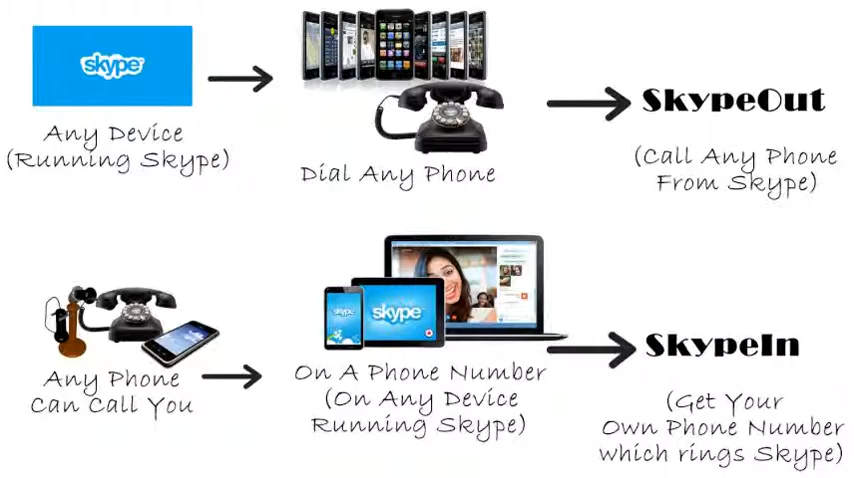 skype
Any Device
(Running Skype)
Dial Any Phone
SkypeOut
(Call Any Phone
From Skype)
Any Phone
Can Call You
skype
skype
On A Phone Number
(On Any Device
Running Skype)
SkypeIn
(Get Your
Own Phone Number
which rings Skype)